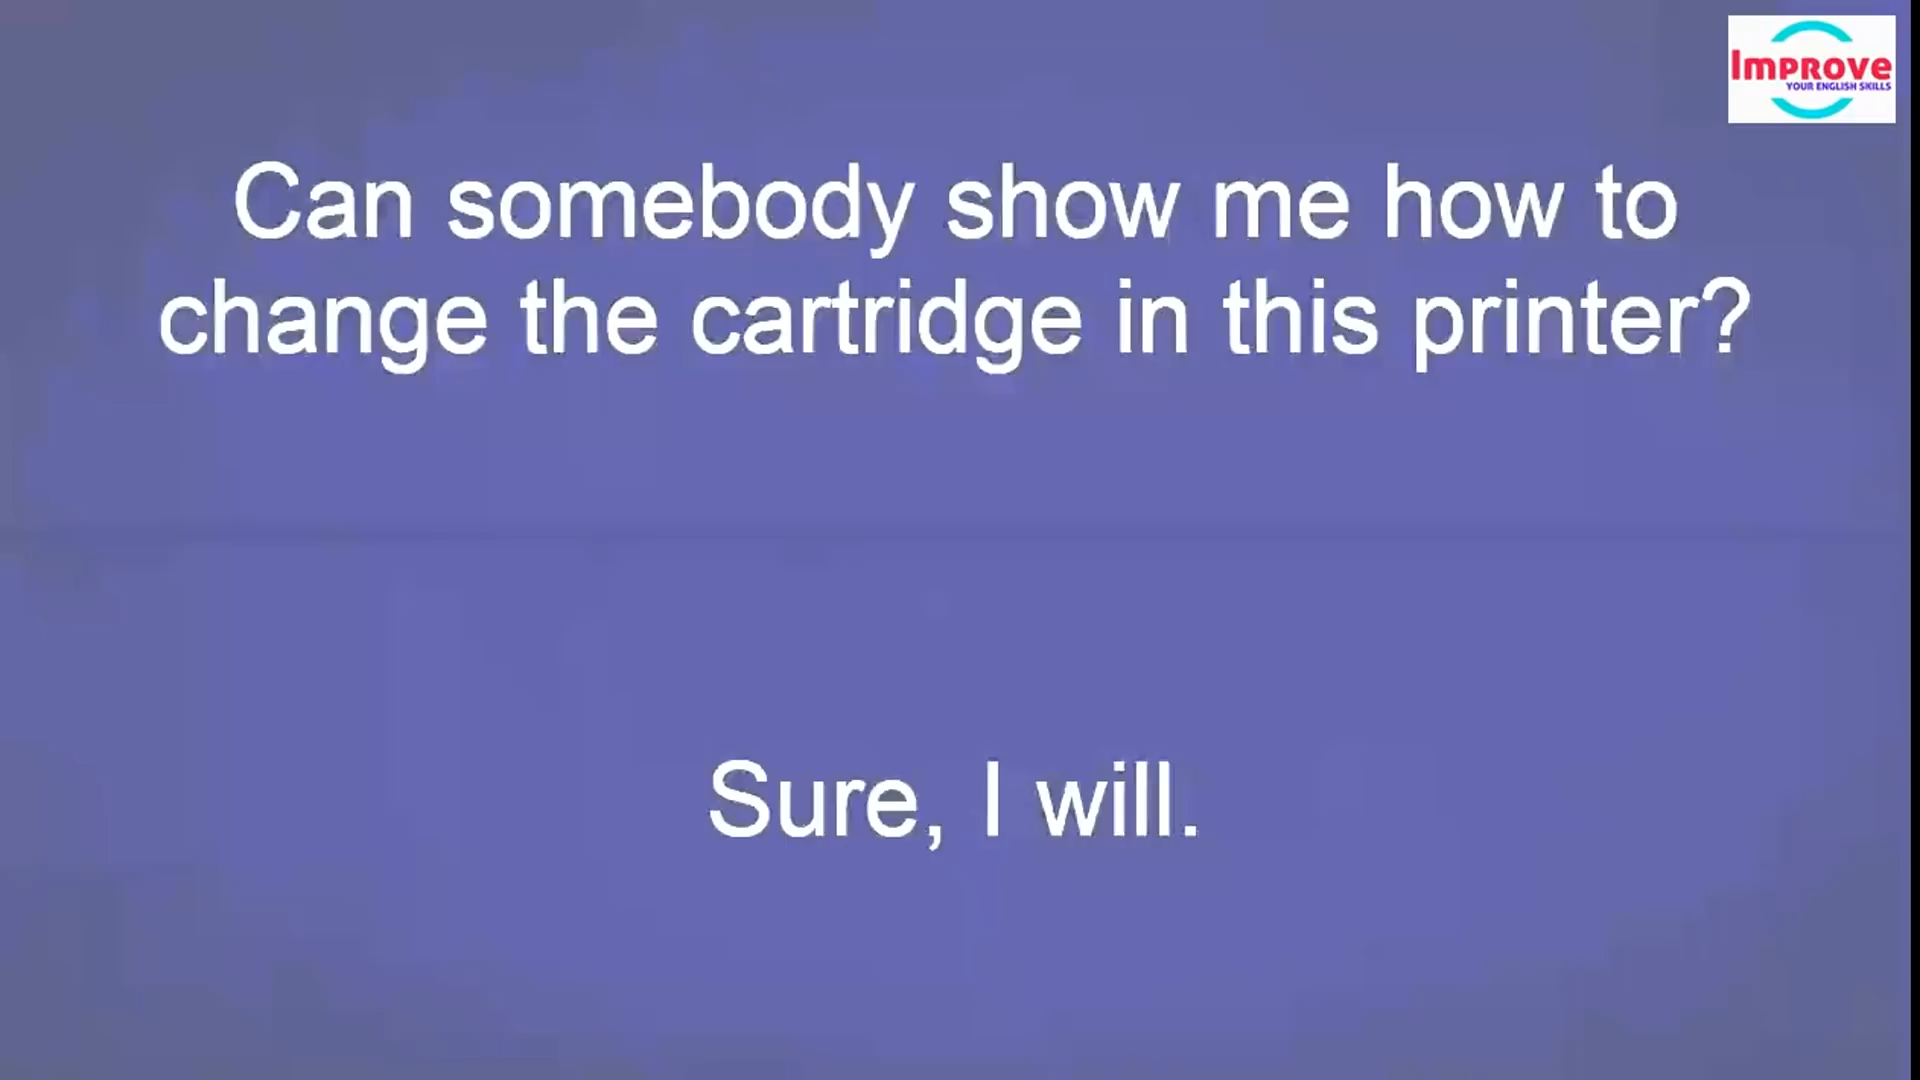 Improve
YOUR ENGLISH SKILLS
Can somebody show me how to
change the cartridge in this printer?
Sure, I will.